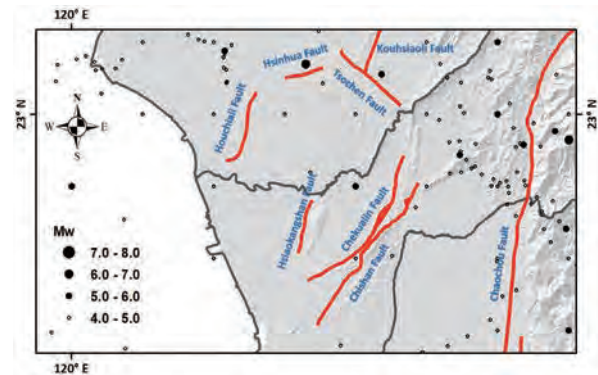 120° E
Kouhsiaoli Fault
Hsinhua Fault
Tsochen Fault
Houchiali Fault
23° N
23° N
N
W E
S
Hsiaokangshan Fault
Chekualin Fault
Chishan Fault
Chaochou Fault
Mw
7.0 - 8.0
6.0 - 7.0
5.0 - 6.0
4.0 - 5.0
120° E